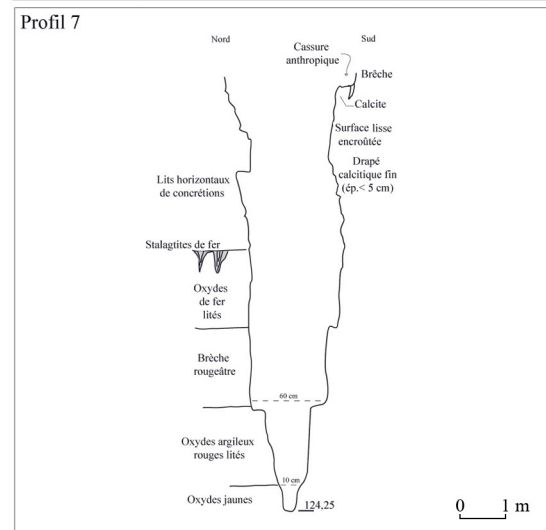 Profil 7
Nord
Sud
Cassure
anthropique
Brêche
Calcite
Surface lisse
encroûtée
Drapé
calcitique fin
(ép.< 5 cm)
Lits horizontaux
de concrétions
Stalagtites de fer
Oxydes
de fer
lités
Brèche
rougeâtre
60 cm
Oxydes argileux
rouges lités
10 cm
Oxydes jaunes
124,25
0 1 m